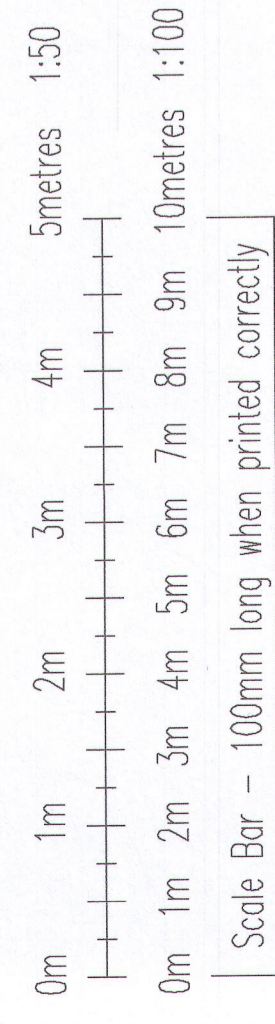 0m 1m 2m 3m 4m 5metres 1:50
0m 1m 2m 3m 4m 5m 6m 7m 8m 9m 10metres 1:100
Scale Bar - 100mm long when printed correctly